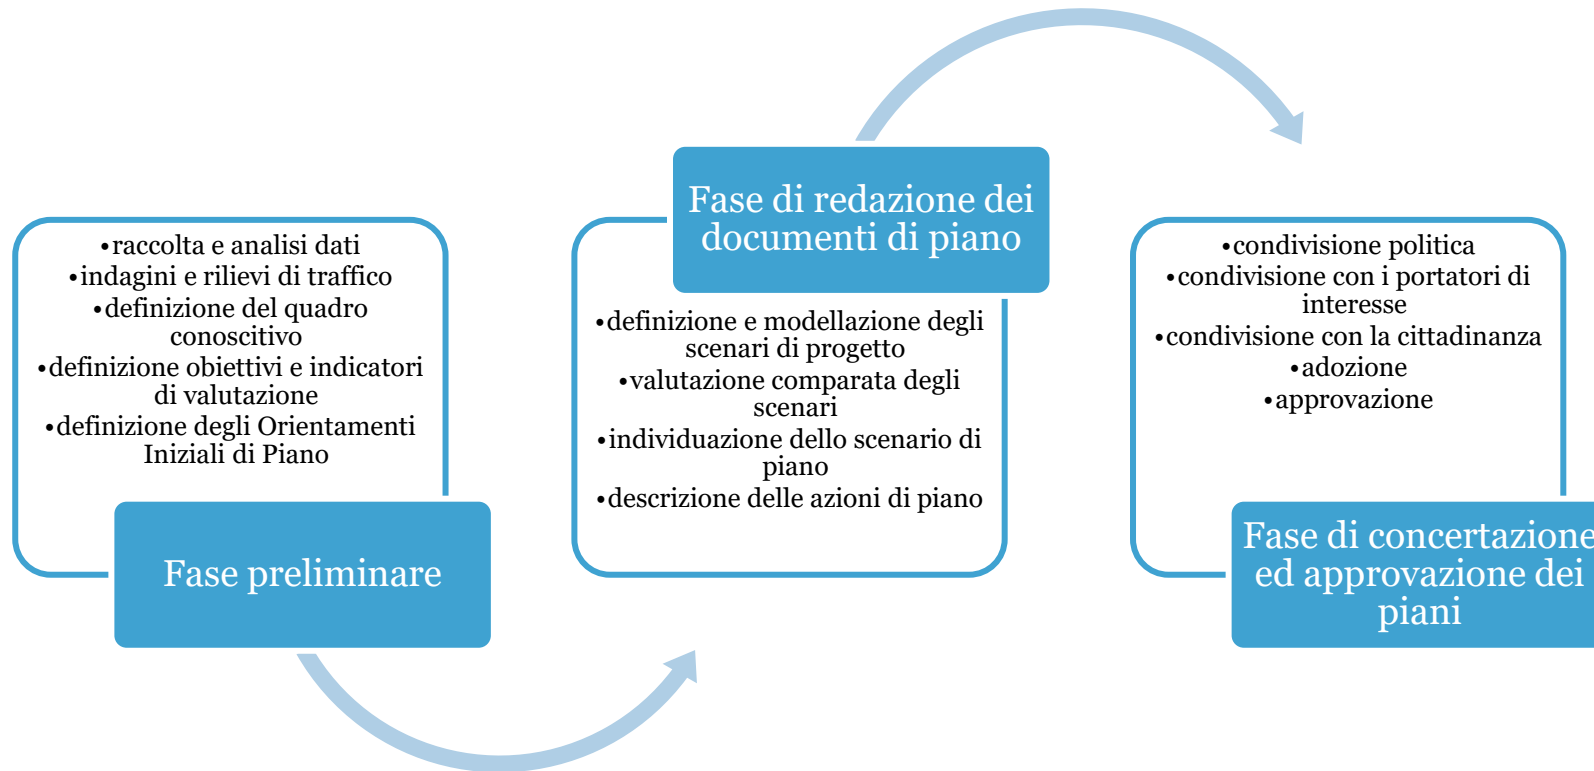 •raccolta e analisi dati
•indagini e rilievi di traffico
•definizione del quadro
conoscitivo
•definizione obiettivi e indicatori
di valutazione
•definizione degli Orientamenti
Iniziali di Piano
Fase preliminare
Fase di redazione dei
documenti di piano
•definizione e modellazione degli
scenari di progetto
•valutazione comparata degli
scenari
•individuazione dello scenario di
piano
•descrizione delle azioni di piano
•condivisione politica
•condivisione con i portatori di
interesse
•condivisione con la cittadinanza
•adozione
•approvazione
Fase di concertazione
ed approvazione dei
piani